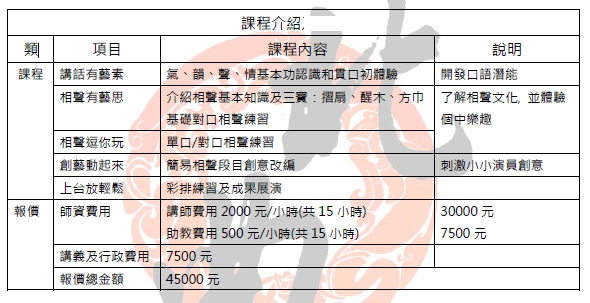 課程介紹
類 項目 課程內容 說明
課程 講話有藝素 氣、韻、聲、情基本功認識和貫口初體驗 開發口語潛能
相聲有藝思 介紹相聲基本知識及三寶：摺扇、醒木、方巾 了解相聲文化, 並體驗
基礎對口相聲練習 個中樂趣
相聲逗你玩 單口/對口相聲練習
創藝動起來 簡易相聲段目創意改編 刺激小小演員創意
上台放輕鬆 彩排練習及成果展演
報價 師資費用 講師費用 2000 元/小時(共 15 小時) 30000 元
助教費用 500 元/小時(共 15 小時) 7500 元
講義及行政費用 7500 元
報價總金額 45000 元